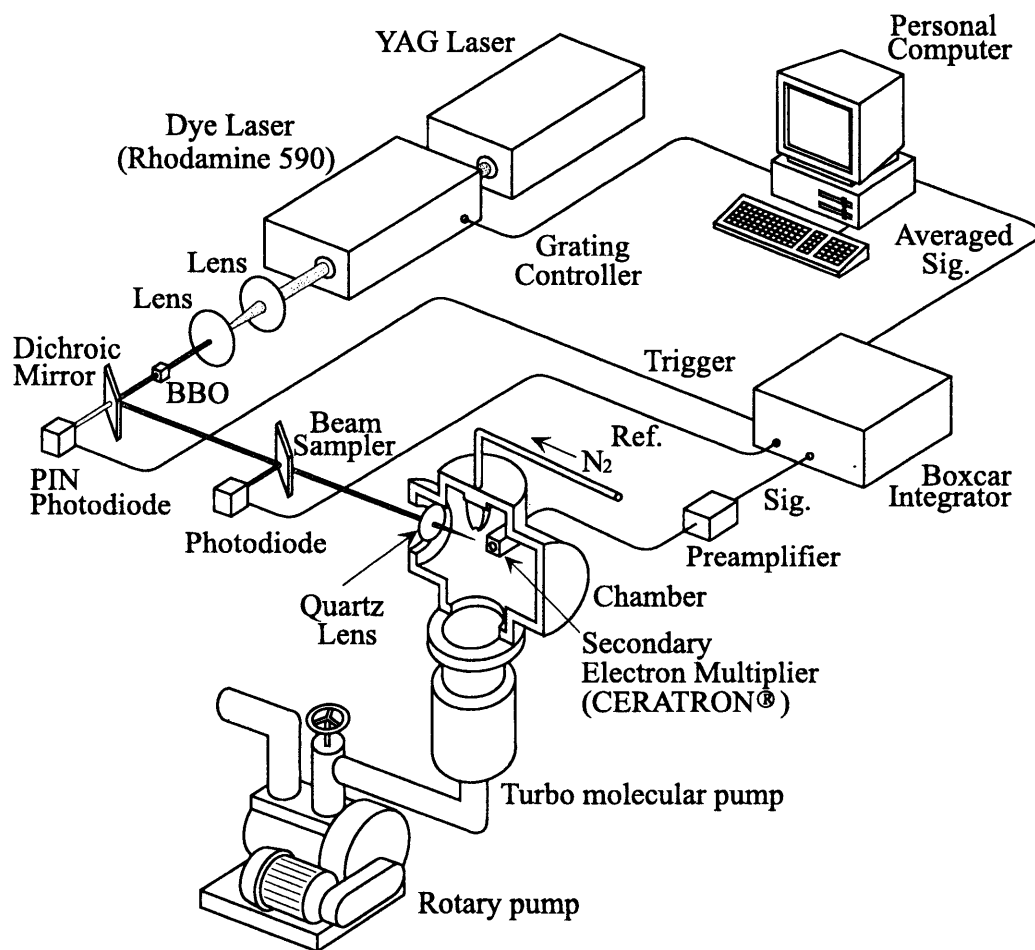 YAG Laser
Personal
Computer
Dye Laser
(Rhodamine 590)
Lens
Grating
Controller
Averaged
Sig.
Lens
Dichroic
Mirror
BBO
Trigger
Beam
Sampler
Ref.
N2
PIN
Photodiode
Sig.
Boxcar
Integrator
Photodiode
Preamplifier
Quartz
Lens
Chamber
Secondary
Electron Multiplier
(CERATRON®)
Turbo molecular pump
Rotary pump